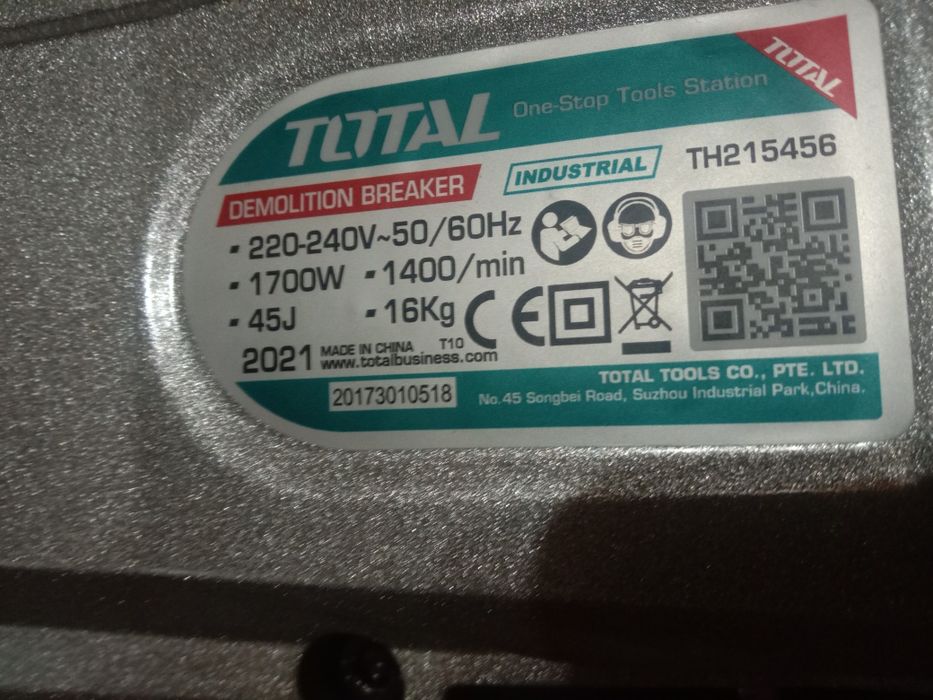 TOTAL One-Stop Tools Station TOTAL
DEMOLITION BREAKER INDUSTRIAL TH215456
▪ 220-240V~50/60Hz
▪ 1700W ▪ 1400/min
▪ 45J ▪ 16Kg CE
2021 MADE IN CHINA T10
www.totalbusiness.com
TOTAL TOOLS CO., PTE. LTD.
20173010518 No.45 Songbei Road, Suzhou Industrial Park,China.